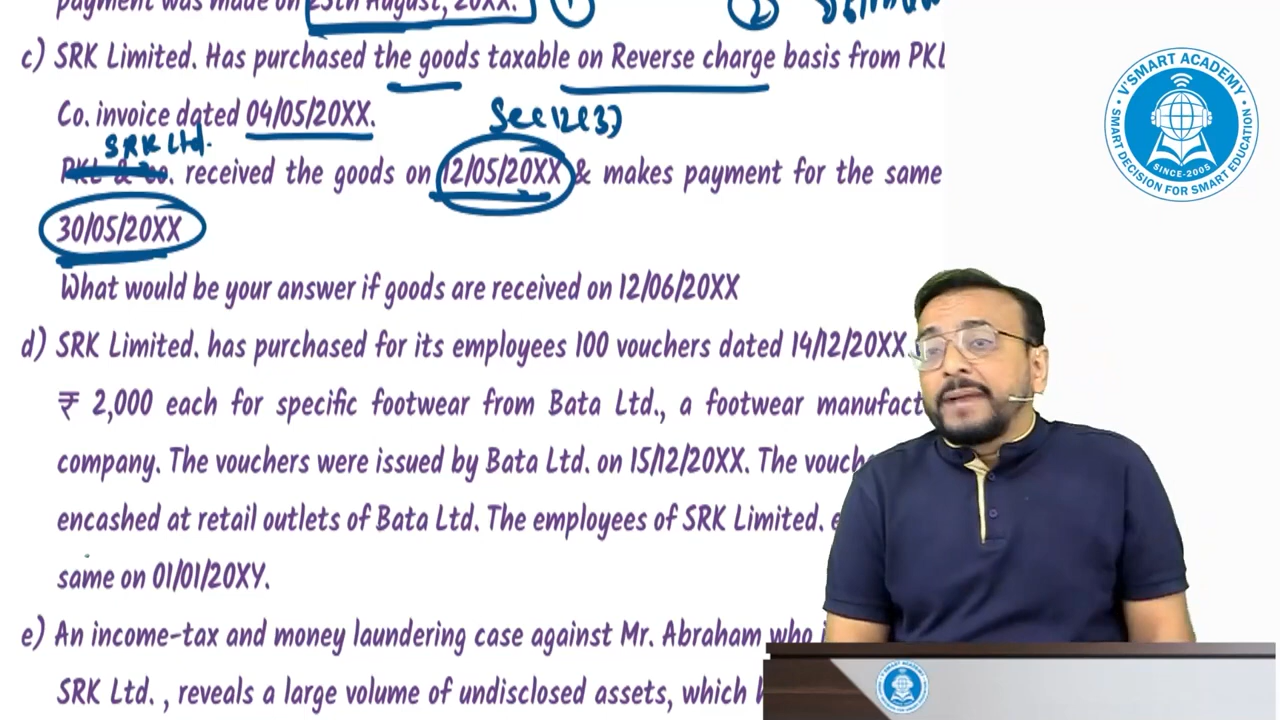 payment was made on 25th August, 20XX. ① ②
c) SRK Limited. Has purchased the goods taxable on Reverse charge basis from PKL
Co. invoice dated 04/05/20XX.
Sec 12(3)
SRK Ltd.
PKL & Co. received the goods on 12/05/20XX & makes payment for the same
30/05/20XX
What would be your answer if goods are received on 12/06/20XX
d) SRK Limited. has purchased for its employees 100 vouchers dated 14/12/20XX
₹ 2,000 each for specific footwear from Bata Ltd., a footwear manufact
company. The vouchers were issued by Bata Ltd. on 15/12/20XX. The vouch
encashed at retail outlets of Bata Ltd. The employees of SRK Limited. e
same on 01/01/20XY.
e) An income-tax and money laundering case against Mr. Abraham who i
SRK Ltd. , reveals a large volume of undisclosed assets, which
V'SMART ACADEMY
SINCE-2005
SMART DECISION FOR SMART EDUCATION